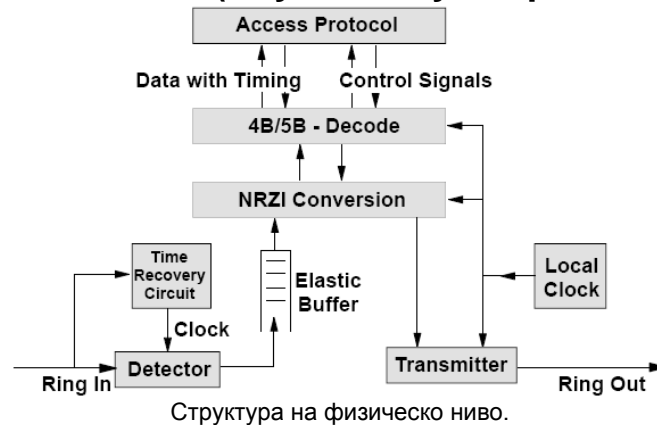 Access Protocol
Data with Timing
Control Signals
4B/5B - Decode
NRZI Conversion
Time
Recovery
Circuit
Elastic
Buffer
Local
Clock
Clock
Detector
Transmitter
Ring In
Ring Out
Структура на физическо ниво.